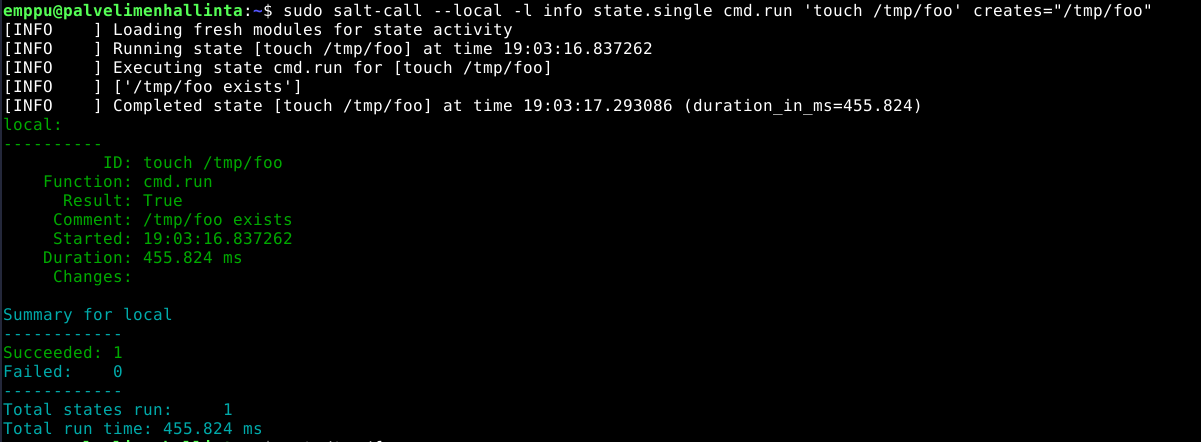 emppu@palvelimenhallinta:~$ sudo salt-call --local -l info state.single cmd.run 'touch /tmp/foo' creates="/tmp/foo"
[INFO    ] Loading fresh modules for state activity
[INFO    ] Running state [touch /tmp/foo] at time 19:03:16.837262
[INFO    ] Executing state cmd.run for [touch /tmp/foo]
[INFO    ] ['/tmp/foo exists']
[INFO    ] Completed state [touch /tmp/foo] at time 19:03:17.293086 (duration_in_ms=455.824)
local:
----------
          ID: touch /tmp/foo
    Function: cmd.run
      Result: True
     Comment: /tmp/foo exists
     Started: 19:03:16.837262
    Duration: 455.824 ms
     Changes:

Summary for local
------------
Succeeded: 1
Failed:    0
------------
Total states run:     1
Total run time: 455.824 ms